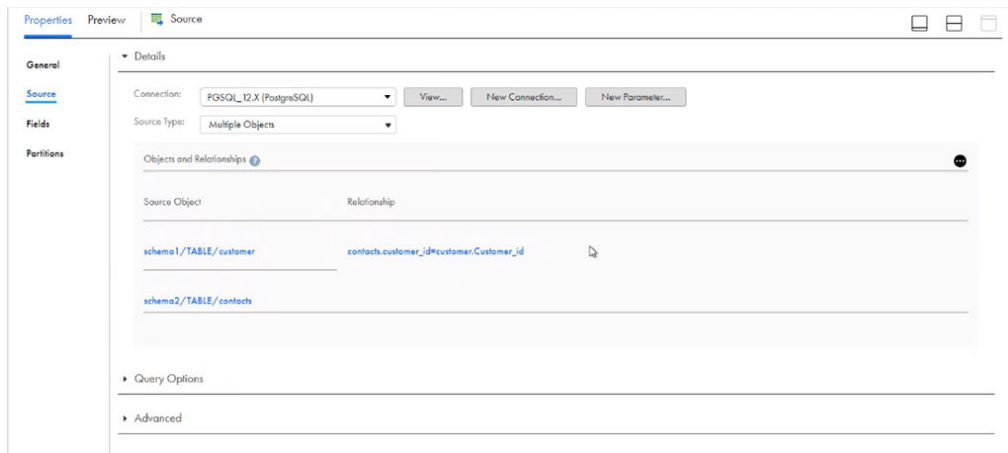 Properties Preview Source
General
Source
Fields
Partitions
Details
Connection: PGSQL_12.X (PostgreSQL) View... New Connection... New Parameter...
Source Type: Multiple Objects
Objects and Relationships ?
Source Object Relationship
schema1/TABLE/customer contacts.customer_id=customer.Customer_id
schema2/TABLE/contacts
Query Options
Advanced